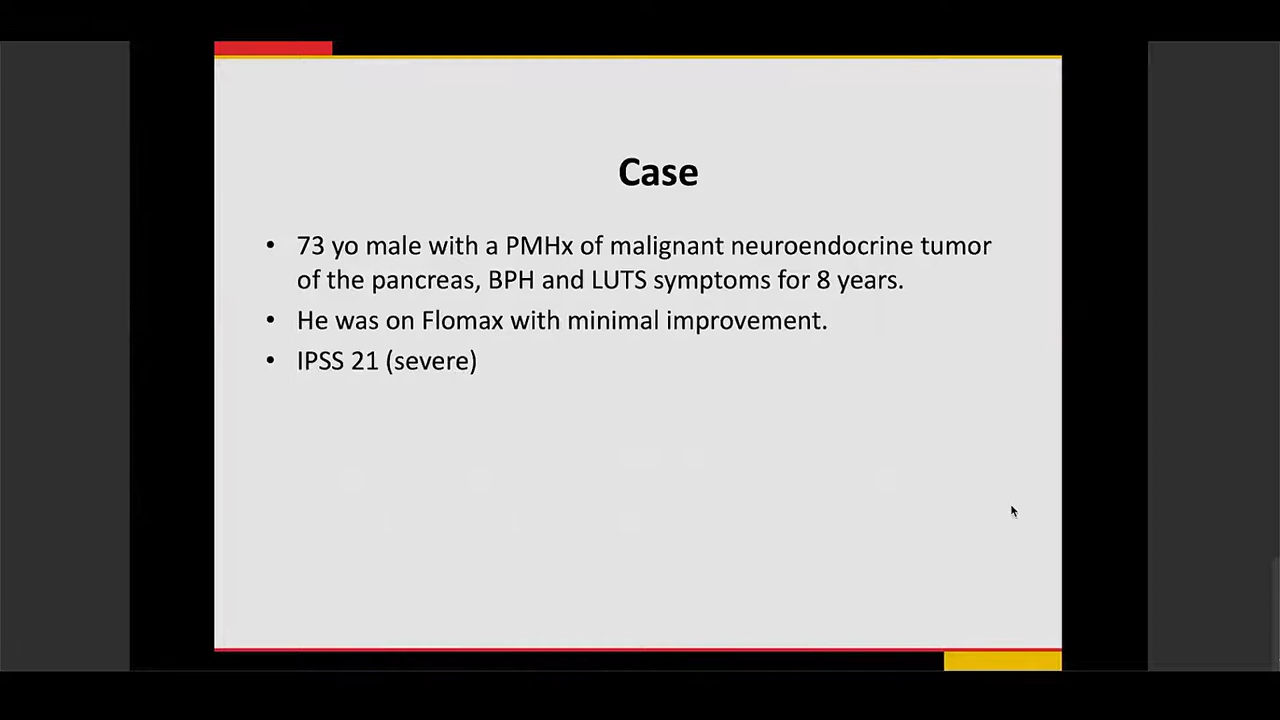 Case
• 73 yo male with a PMHx of malignant neuroendocrine tumor
of the pancreas, BPH and LUTS symptoms for 8 years.
• He was on Flomax with minimal improvement.
• IPSS 21 (severe)